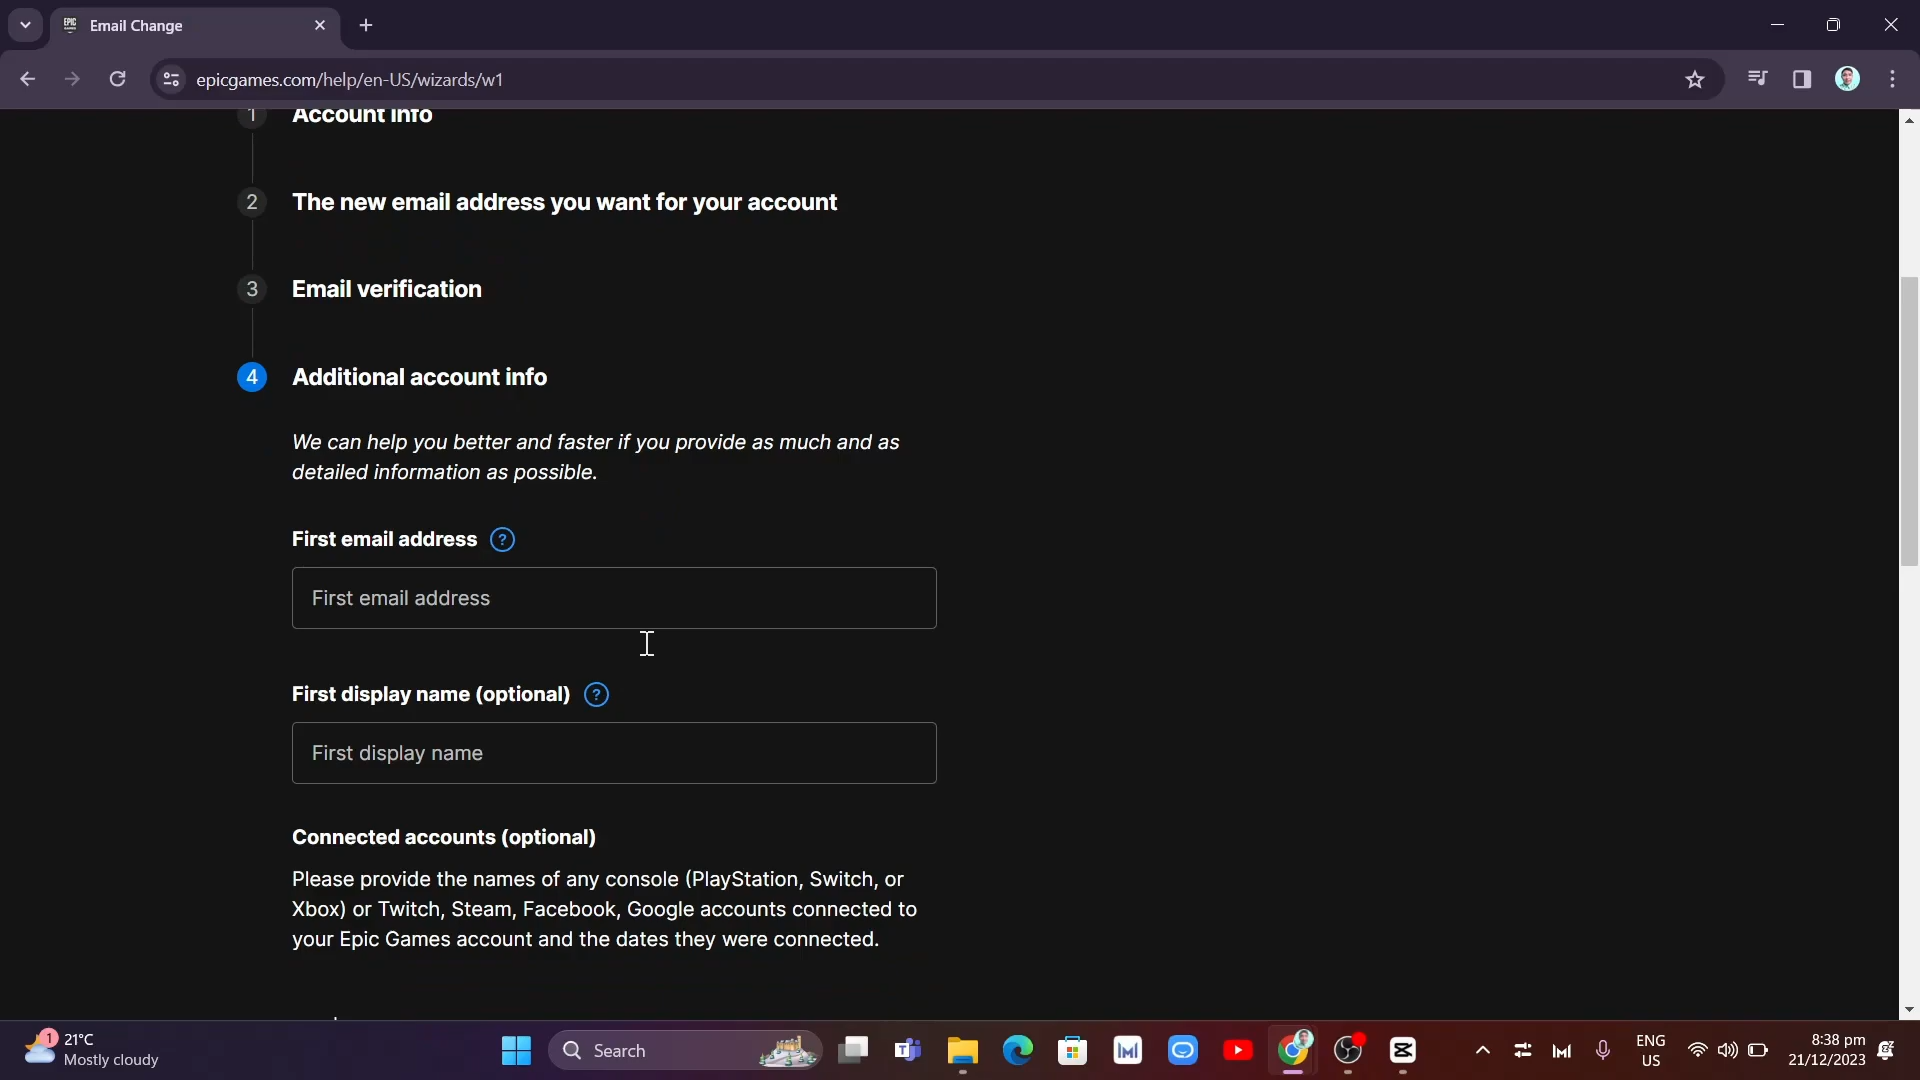 Email Change
epicgames.com/help/en-US/wizards/w1
1 Account info
2 The new email address you want for your account
3 Email verification
4 Additional account info
We can help you better and faster if you provide as much and as
detailed information as possible.
First email address ?
First email address
First display name (optional) ?
First display name
Connected accounts (optional)
Please provide the names of any console (PlayStation, Switch, or
Xbox) or Twitch, Steam, Facebook, Google accounts connected to
your Epic Games account and the dates they were connected.
1 21°C
Mostly cloudy
Search
ENG
US
8:38 pm
21/12/2023